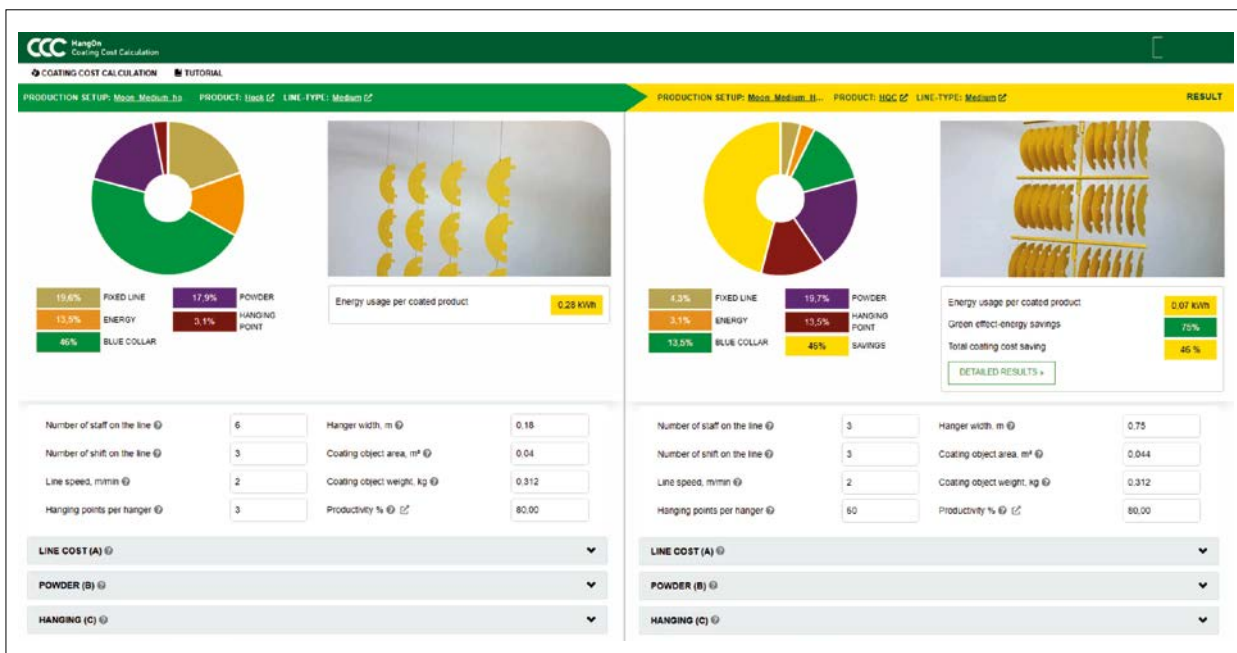 CCC HangOn
Coating Cost Calculation
COATING COST CALCULATION TUTORIAL
PRODUCTION SETUP: Moon_Medium_ho PRODUCT: Hook LINE-TYPE: Medium
19,6% FIXED LINE 17,9% POWDER
13,5% ENERGY 3,1% HANGING POINT
46% BLUE COLLAR
Energy usage per coated product 0,28 kWh
Number of staff on the line 6 Hanger width, m 0,18
Number of shift on the line 3 Coating object area, m² 0,04
Line speed, m/min 2 Coating object weight, kg 0,312
Hanging points per hanger 3 Productivity % 80,00
LINE COST (A)
POWDER (B)
HANGING (C)
PRODUCTION SETUP: Moon_Medium_H... PRODUCT: HQC LINE-TYPE: Medium RESULT
4,3% FIXED LINE 19,7% POWDER
3,1% ENERGY 13,5% HANGING POINT
13,5% BLUE COLLAR 46% SAVINGS
Energy usage per coated product 0,07 kWh
Green effect-energy savings 75%
Total coating cost saving 46 %
DETAILED RESULTS »
Number of staff on the line 3 Hanger width, m 0,75
Number of shift on the line 3 Coating object area, m² 0,044
Line speed, m/min 2 Coating object weight, kg 0,312
Hanging points per hanger 60 Productivity % 80,00
LINE COST (A)
POWDER (B)
HANGING (C)